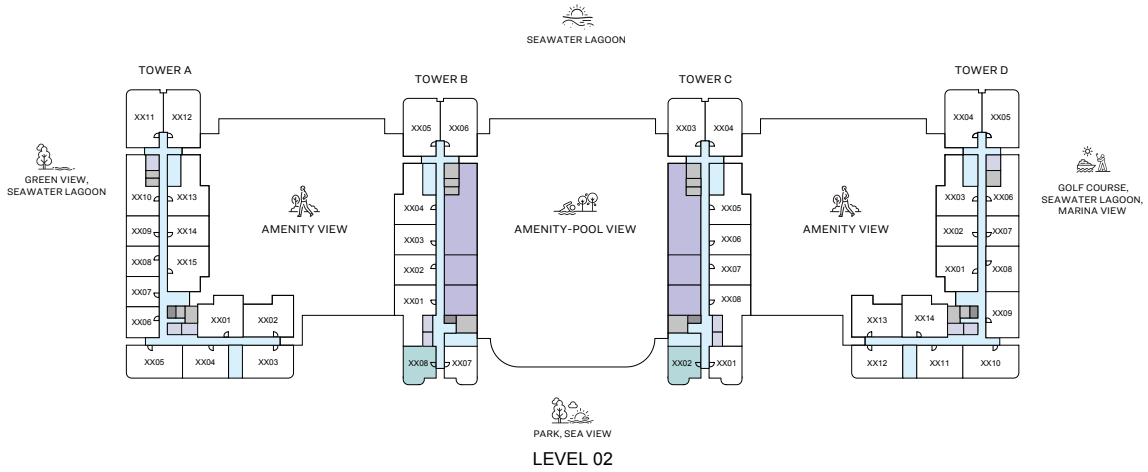 SEAWATER LAGOON
TOWER A
TOWER B
TOWER C
TOWER D
XX11 XX12
XX05 XX06
XX03 XX04
XX04 XX05
GREEN VIEW,
SEAWATER LAGOON
GOLF COURSE,
SEAWATER LAGOON,
MARINA VIEW
XX10 XX13
XX09 XX14
XX08 XX15
XX07
XX06
XX01 XX02
XX05 XX04 XX03
AMENITY VIEW
XX04
XX03
XX02
XX01
XX08 XX07
AMENITY-POOL VIEW
XX05
XX06
XX07
XX08
XX02 XX01
AMENITY VIEW
XX03 XX06
XX02 XX07
XX01 XX08
XX09
XX13 XX14
XX12 XX11 XX10
PARK, SEA VIEW
LEVEL 02